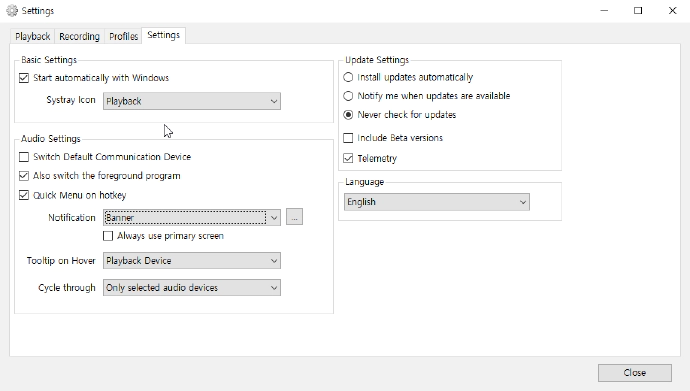 Settings
Playback Recording Profiles Settings
Basic Settings
Start automatically with Windows
Systray Icon Playback
Audio Settings
Switch Default Communication Device
Also switch the foreground program
Quick Menu on hotkey
Notification Banner ...
Always use primary screen
Tooltip on Hover Playback Device
Cycle through Only selected audio devices
Update Settings
Install updates automatically
Notify me when updates are available
Never check for updates
Include Beta versions
Telemetry
Language
English
Close